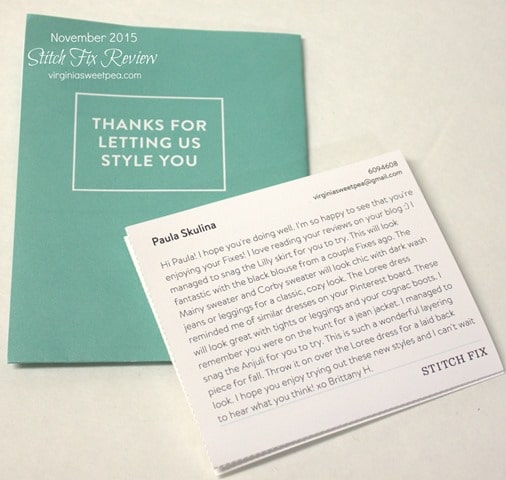 November 2015
Stitch Fix Review
virginiasweetpea.com
THANKS FOR
LETTING US
STYLE YOU
6094608
virginiasweetpea@gmail.com
Paula Skulina
Hi Paula! I hope you're doing well. I'm so happy to see that you're
enjoying your Fixes! I love reading your reviews on your blog :) I
managed to snag the Lilly skirt for you to try. This will look
fantastic with the black blouse from a couple Fixes ago. The
Mainy sweater and Corby sweater will look chic with dark wash
jeans or leggings for a classic, cozy look. The Loree dress
reminded me of similar dresses on your Pinterest board. These
will look great with tights or leggings and your cognac boots. I
remember you were on the hunt for a jean jacket. I managed to
snag the Anjuli for you to try. This is such a wonderful layering
piece for fall. Throw it on over the Loree dress for a laid back
look. I hope you enjoy trying out these new styles and I can't wait
to hear what you think! xo Brittany H.
STITCH FIX